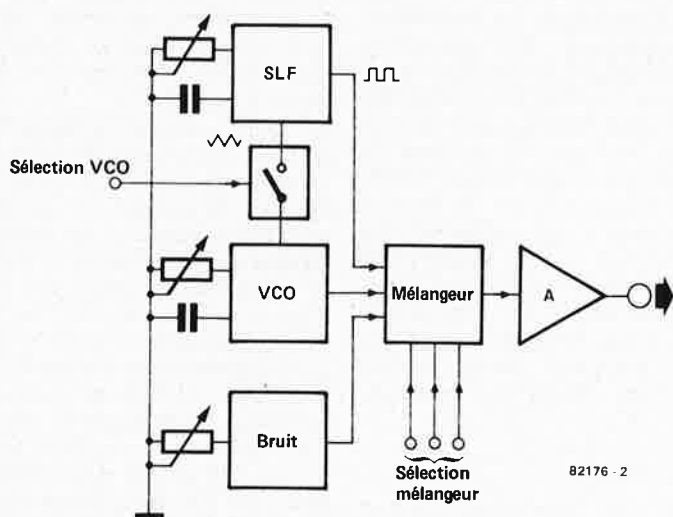 SLF
Sélection VCO
VCO
Mélangeur
A
Bruit
Sélection
mélangeur
82176 - 2